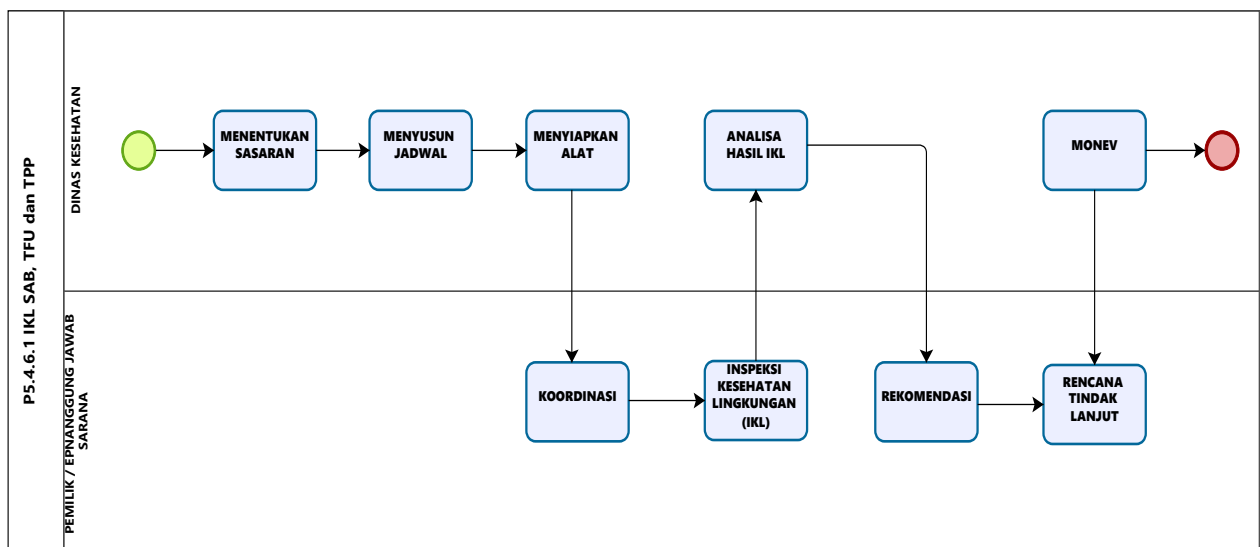 P5.4.6.1 IKL SAB, TFU dan TPP
DINAS KESEHATAN
MENENTUKAN
SASARAN
MENYUSUN
JADWAL
MENYIAPKAN
ALAT
ANALISA
HASIL IKL
MONEV
PEMILIK / EPNANGGUNG JAWAB
SARANA
KOORDINASI
INSPEKSI
KESEHATAN
LINGKUNGAN
(IKL)
REKOMENDASI
RENCANA
TINDAK
LANJUT